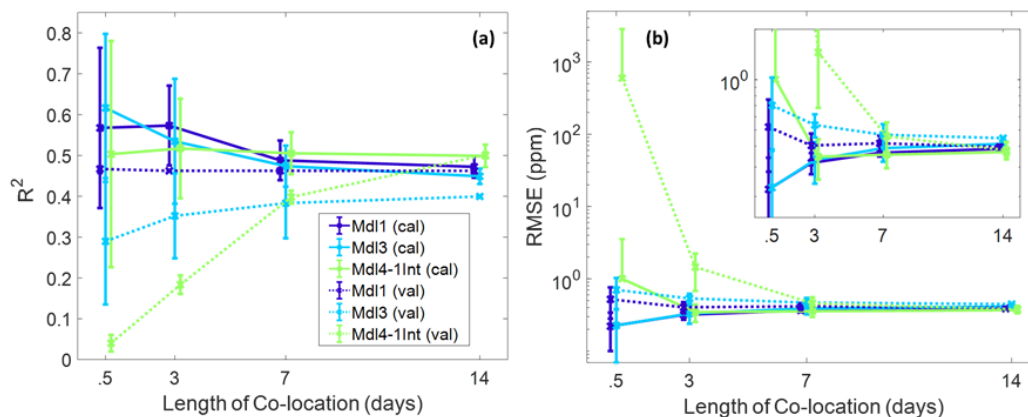 (a)
0.8
0.7
0.6
0.5
0.4
0.3
0.2
0.1
0
R²
Mdl1 (cal)
Mdl3 (cal)
Mdl4-1Int (cal)
Mdl1 (val)
Mdl3 (val)
Mdl4-1Int (val)
.5 3 7 14
Length of Co-location (days)
(b)
10³
10²
10¹
10⁰
RMSE (ppm)
10⁰
.5 3 7 14
.5 3 7 14
Length of Co-location (days)